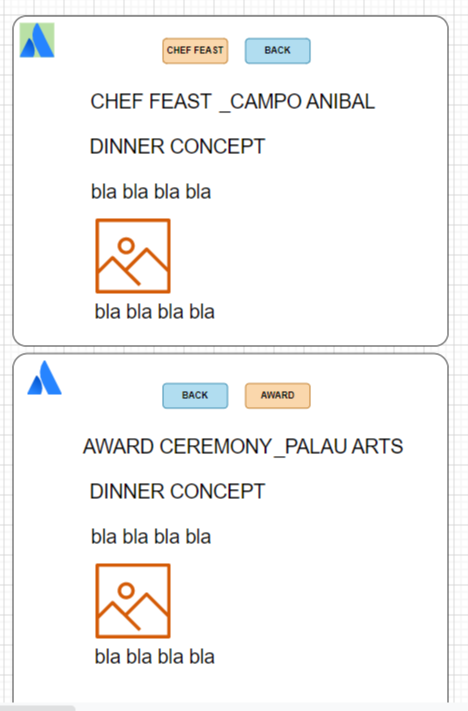 CHEF FEAST BACK
CHEF FEAST _CAMPO ANIBAL
DINNER CONCEPT
bla bla bla bla
bla bla bla bla
BACK AWARD
AWARD CEREMONY_PALAU ARTS
DINNER CONCEPT
bla bla bla bla
bla bla bla bla